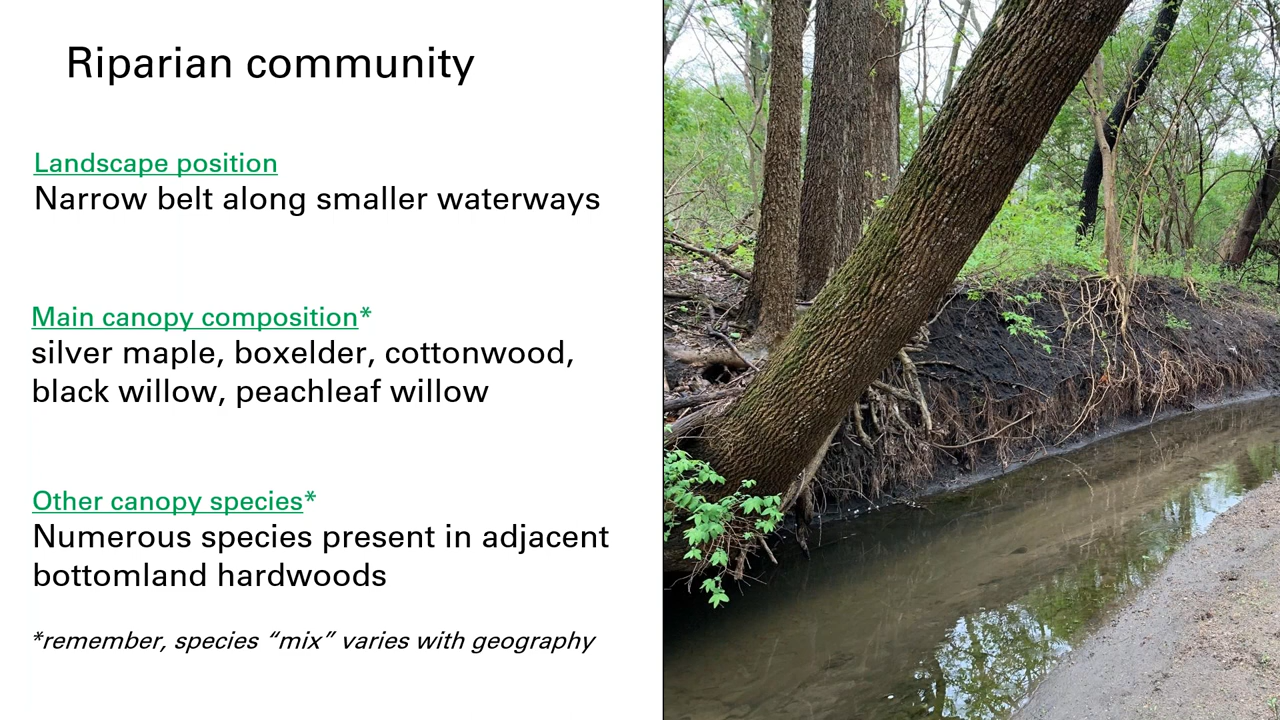 Riparian community
Landscape position
Narrow belt along smaller waterways
Main canopy composition*
silver maple, boxelder, cottonwood,
black willow, peachleaf willow
Other canopy species*
Numerous species present in adjacent
bottomland hardwoods
*remember, species “mix” varies with geography